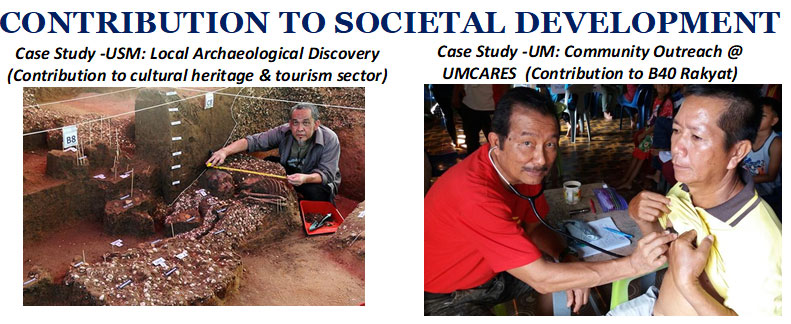 CONTRIBUTION TO SOCIETAL DEVELOPMENT
Case Study -USM: Local Archaeological Discovery
(Contribution to cultural heritage & tourism sector)
Case Study -UM: Community Outreach @
UMCARES (Contribution to B40 Rakyat)
B8